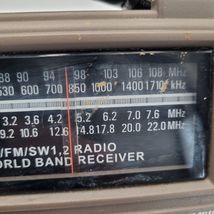 88 90 94 98 103 106 108 MHz
530 600 700 850 1000 1400 1710 kHz
3.2 3.6 4.2 5.2 6.2 7.0 7.6 MHz
9.2 10.6 12.6 14.8 17.8 20.0 22.0 MHz
/FM/SW1,2 RADIO
ORLD BAND RECEIVER